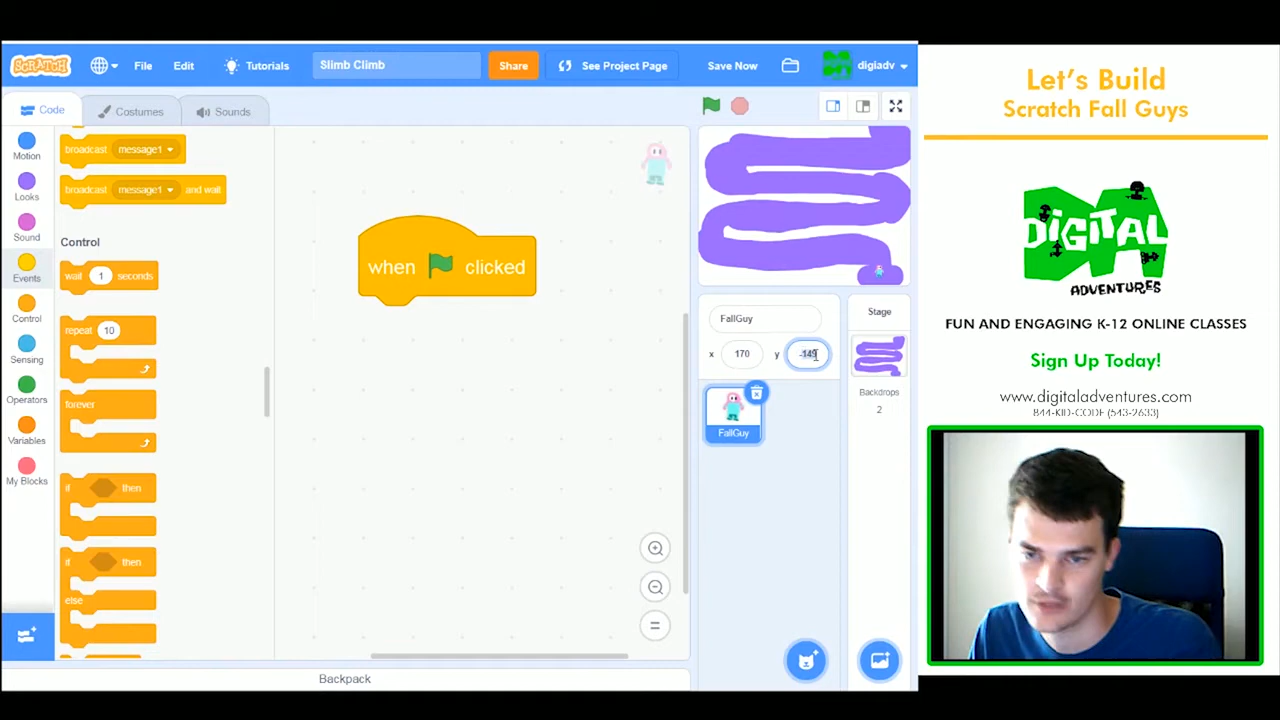 SCRATCH
File
Edit
Tutorials
Slimb Climb
Share
See Project Page
Save Now
digiadv
Code
Costumes
Sounds
Motion
Looks
Sound
Events
Control
Sensing
Operators
Variables
My Blocks
broadcast message1
broadcast message1 and wait
Control
wait 1 seconds
repeat 10
forever
if then
if then
else
when clicked
FallGuy
x 170 y -149
FallGuy
Stage
Backdrops
2
Backpack
Let's Build
Scratch Fall Guys
DiGiTAL
ADVENTURES
FUN AND ENGAGING K-12 ONLINE CLASSES
Sign Up Today!
www.digitaladventures.com
844-KID-CODE (543-2633)